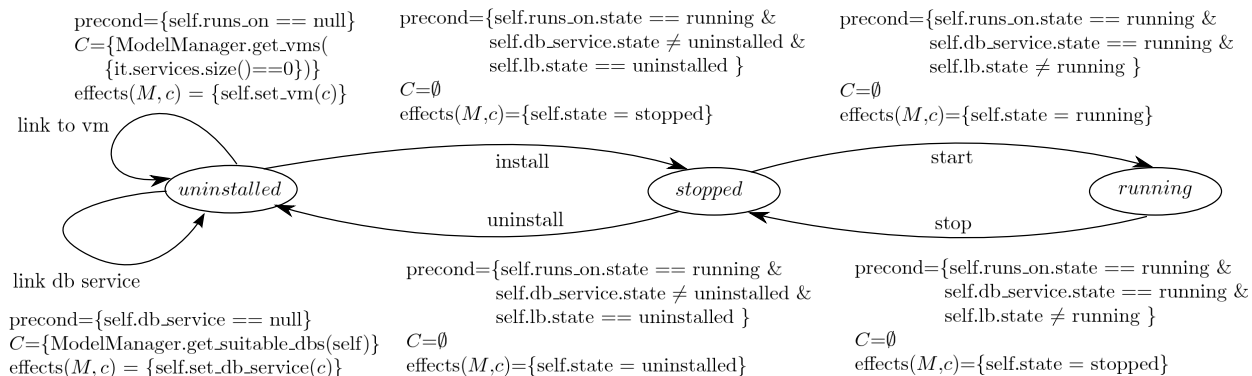 precond={self.runs_on == null}
C={ModelManager.get_vms(
{it.services.size()==0})}
effects(M, c) = {self.set_vm(c)}
precond={self.runs_on.state == running &
self.db_service.state ≠ uninstalled &
self.lb.state == uninstalled }
C=∅
effects(M,c)={self.state = stopped}
precond={self.runs_on.state == running &
self.db_service.state == running &
self.lb.state ≠ running }
C=∅
effects(M,c)={self.state = running}
link to vm
install
start
uninstalled
stopped
running
uninstall
stop
link db service
precond={self.db_service == null}
C={ModelManager.get_suitable_dbs(self)}
effects(M, c) = {self.set_db_service(c)}
precond={self.runs_on.state == running &
self.db_service.state ≠ uninstalled &
self.lb.state == uninstalled }
C=∅
effects(M,c)={self.state = uninstalled}
precond={self.runs_on.state == running &
self.db_service.state == running &
self.lb.state ≠ running }
C=∅
effects(M,c)={self.state = stopped}